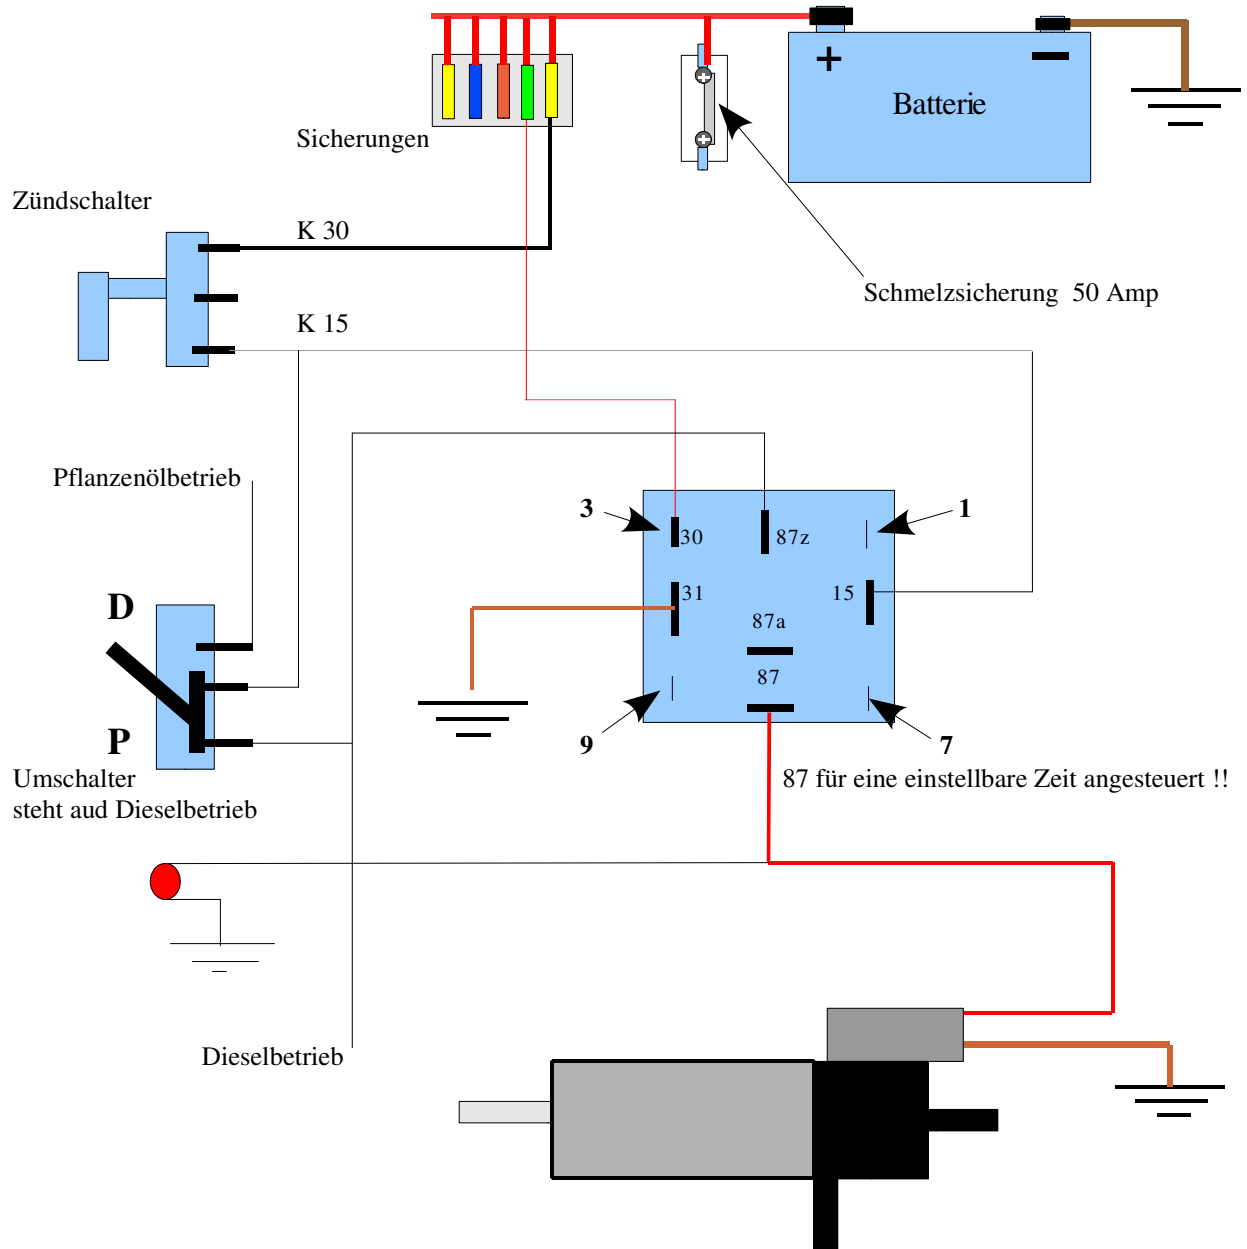 +
Batterie
Sicherungen
Zündschalter
K 30
Schmelzsicherung 50 Amp
K 15
Pflanzenölbetrieb
3
1
30
87z
31
15
D
87a
87
P
9
7
Umschalter
steht aud Dieselbetrieb
87 für eine einstellbare Zeit angesteuert !!
Dieselbetrieb